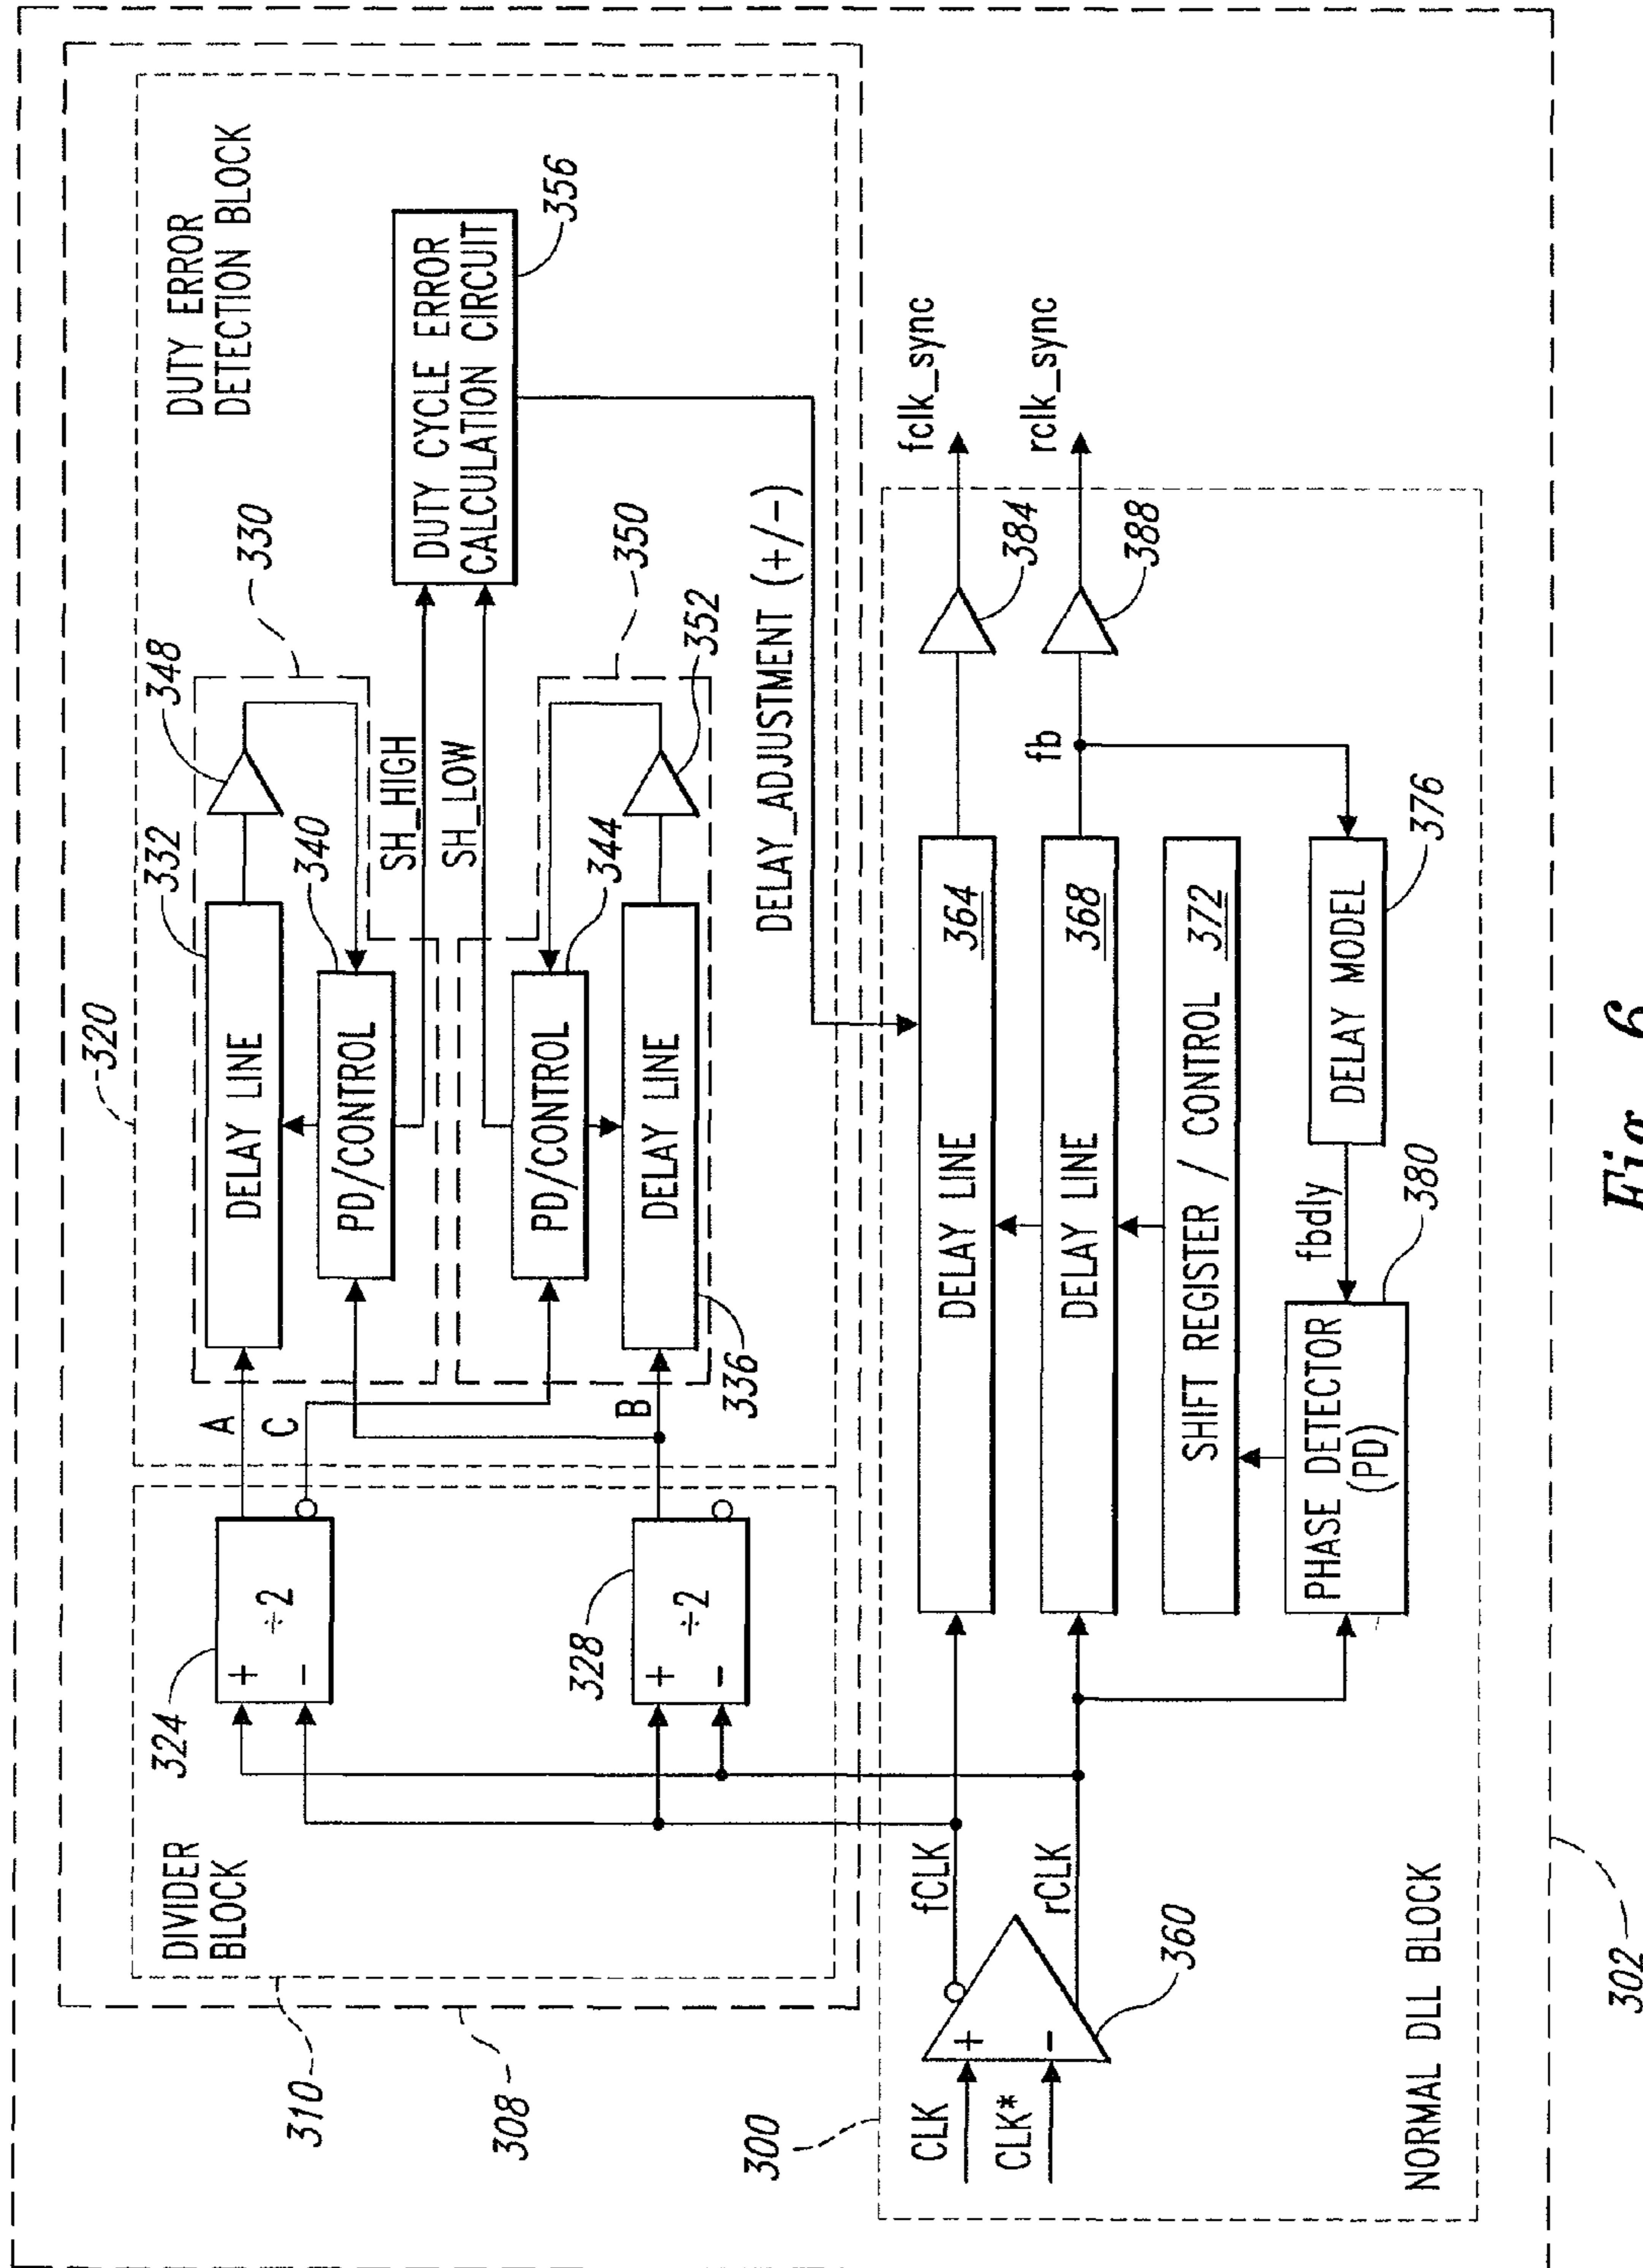 320
DUTY ERROR
DETECTION BLOCK
332
348
330
DELAY LINE
340
PD/CONTROL
SH_HIGH
SH_LOW
DUTY CYCLE ERROR
CALCULATION CIRCUIT
356
344
350
PD/CONTROL
352
DELAY LINE
336
A
C
B
DIVIDER
BLOCK
324
+
-
÷2
328
+
-
÷2
310
308
DELAY_ADJUSTMENT (+/-)
300
CLK
CLK*
+
-
360
fCLK
rCLK
DELAY LINE 364
DELAY LINE 368
SHIFT REGISTER / CONTROL 372
fb
384
388
fclk_sync
rclk_sync
PHASE DETECTOR
(PD)
380
fbdly
DELAY MODEL
376
NORMAL DLL BLOCK
302
Fig. 6